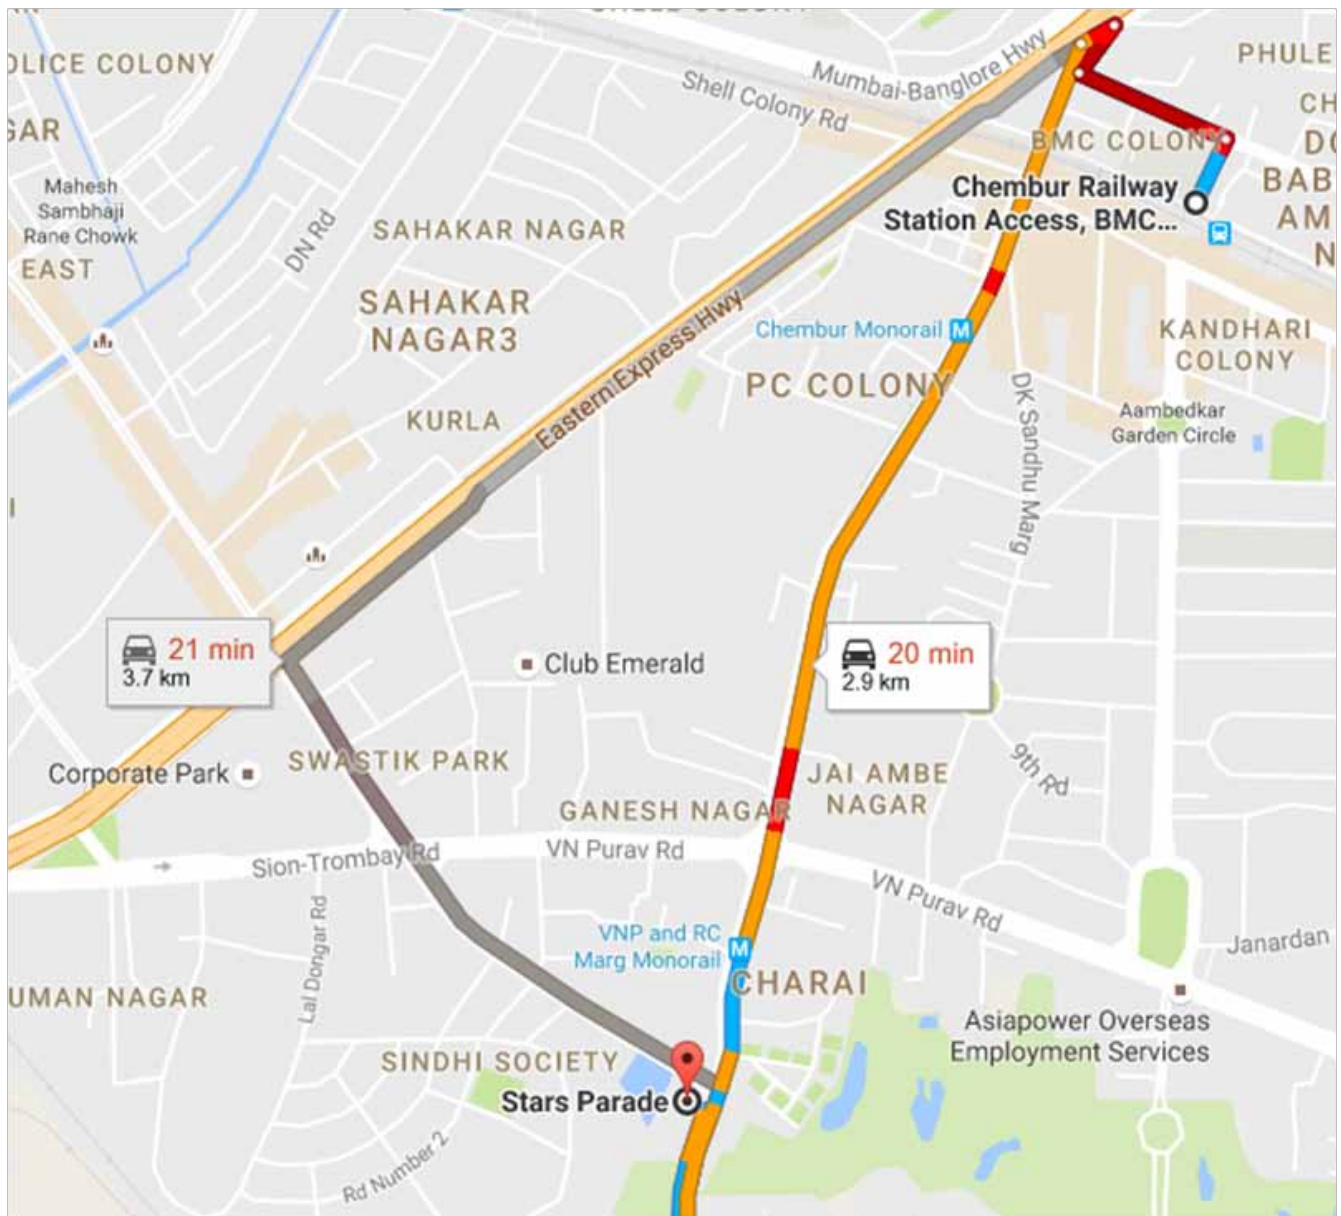 OLICE COLONY
GAR
Mahesh
Sambhaji
Rane Chowk
EAST
DN Rd
SAHAKAR NAGAR
SAHAKAR
NAGAR3
KURLA
Shell Colony Rd
Mumbai-Banglore Hwy
Eastern Express Hwy
PHULE
CH
BMC COLONY
BAB
AM
N
Chembur Railway
Station Access, BMC...
Chembur Monorail
M
PC COLONY
KANDHARI
COLONY
Aambedkar
Garden Circle
DK Sandhu Marg
21 min
3.7 km
Club Emerald
20 min
2.9 km
Corporate Park
SWASTIK PARK
GANESH NAGAR
JAI AMBE
NAGAR
9th Rd
Sion-Trombay Rd
VN Purav Rd
VN Purav Rd
Lal Dongar Rd
VNP and RC
Marg Monorail
M
CHARAI
Janardan
UMAN NAGAR
Asiapower Overseas
Employment Services
SINDHI SOCIETY
Stars Parade
Rd Number 2